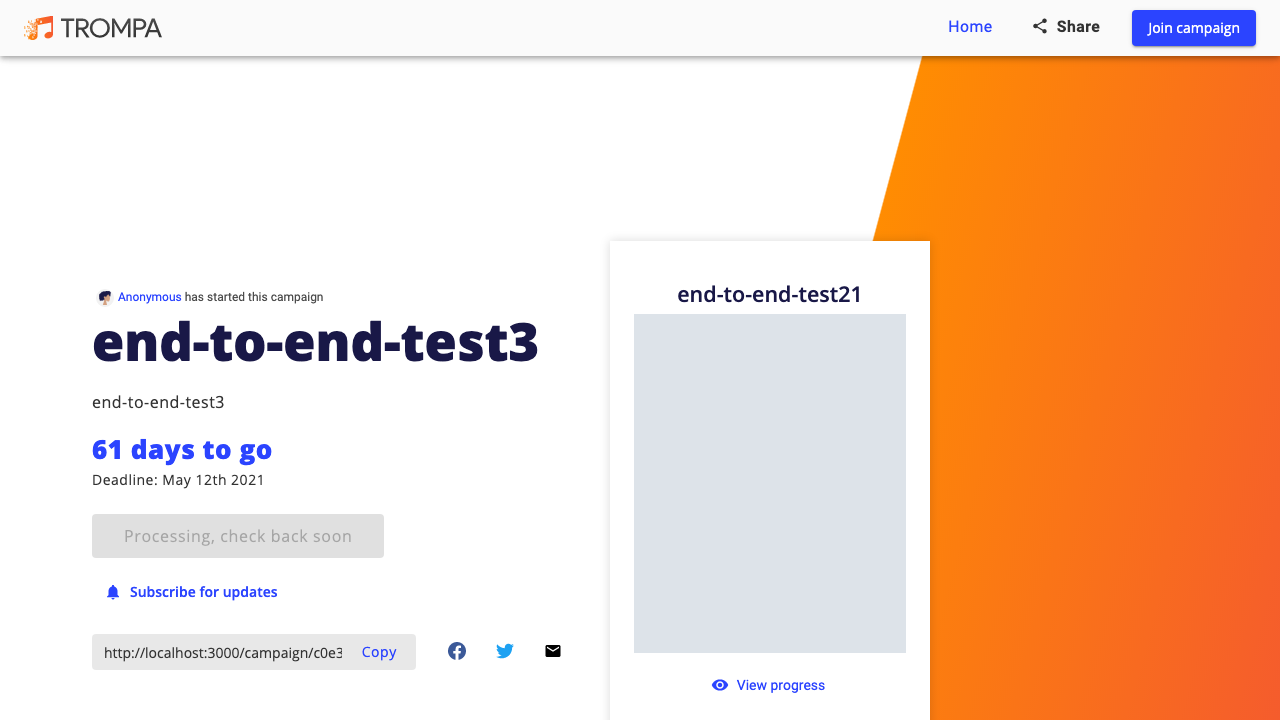 TROMPA
Home
Share
Join campaign
Anonymous has started this campaign
end-to-end-test3
end-to-end-test3
61 days to go
Deadline: May 12th 2021
Processing, check back soon
Subscribe for updates
http://localhost:3000/campaign/c0e3
Copy
end-to-end-test21
View progress